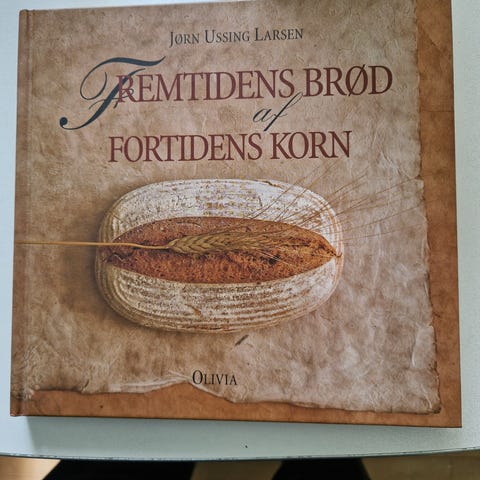 JØRN USSING LARSEN
FREMTIDENS BRØD
af
FORTIDENS KORN
OLIVIA